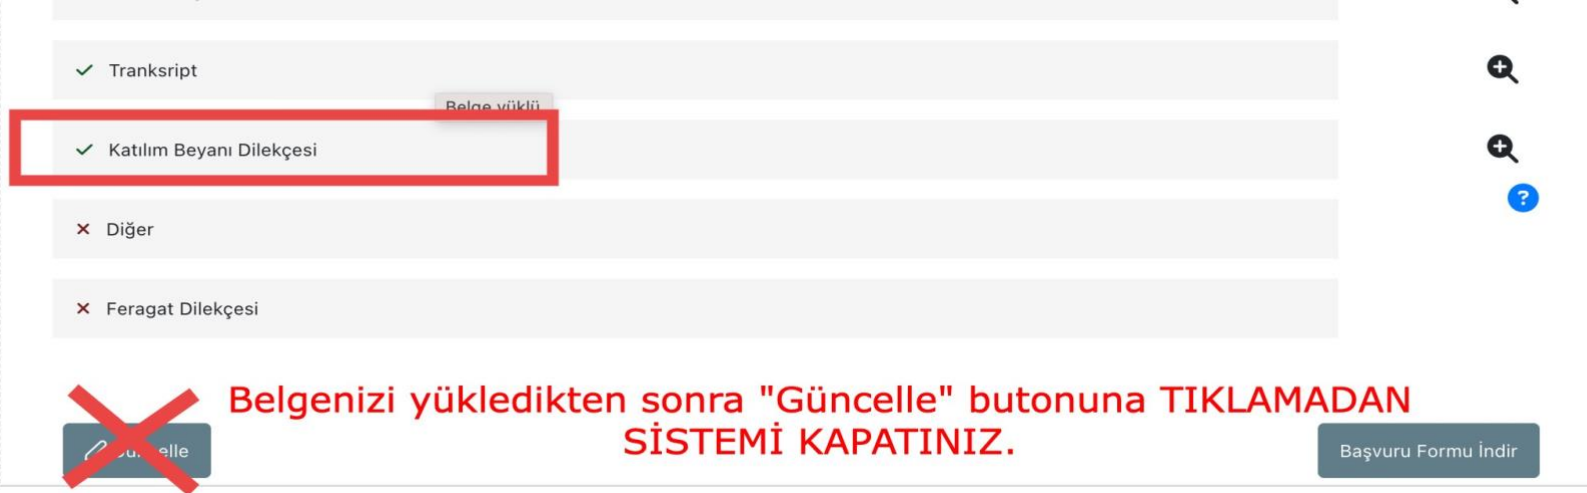 Tranksript
Belge yüklü
Katılım Beyanı Dilekçesi
?
Diğer
Feragat Dilekçesi
Belgenizi yükledikten sonra "Güncelle" butonuna TIKLAMADAN
SİSTEMİ KAPATINIZ.
Başvuru Formu İndir